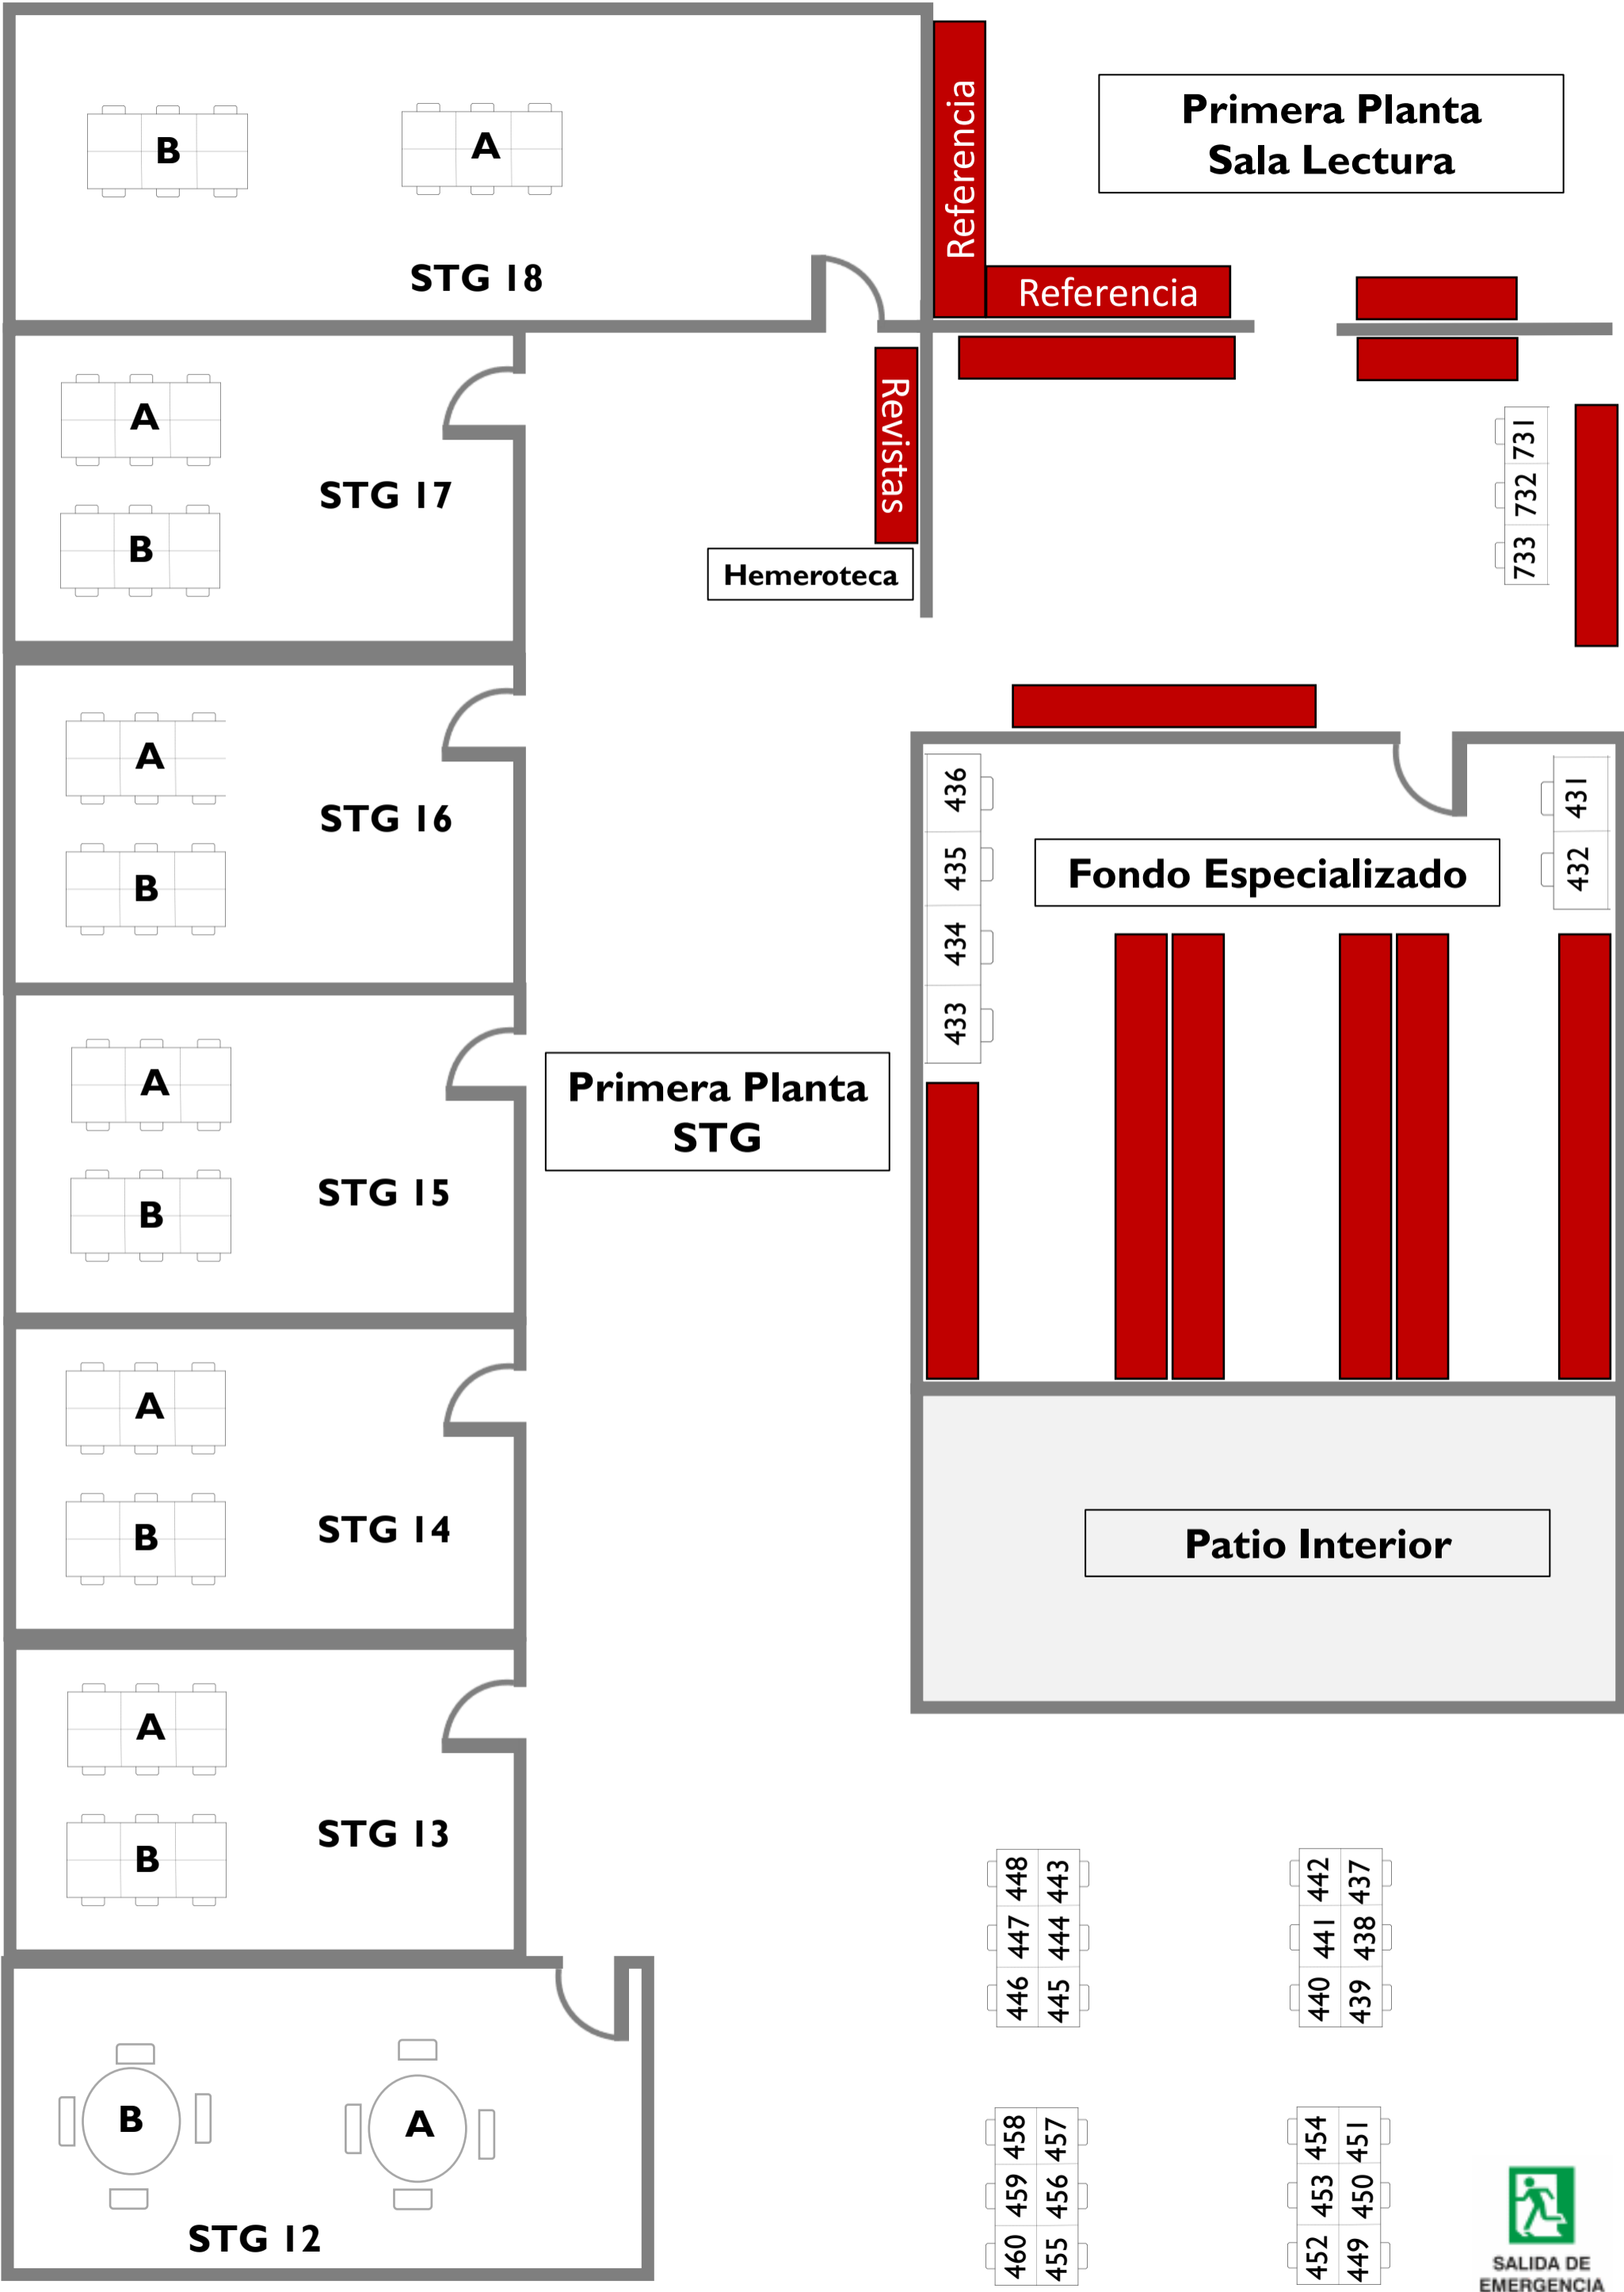 B
A
STG 18
Referencia
Referencia
Primera Planta
Sala Lectura
A
B
STG 17
Revistas
Hemeroteca
731
732
733
A
B
STG 16
436
435
434
433
Fondo Especializado
431
432
A
B
STG 15
Primera Planta
STG
A
B
STG 14
Patio Interior
A
B
STG 13
448 443
447 444
446 445
442 437
441 438
440 439
B
A
STG 12
458 457
459 456
460 455
454 451
453 450
452 449
SALIDA DE
EMERGENCIA